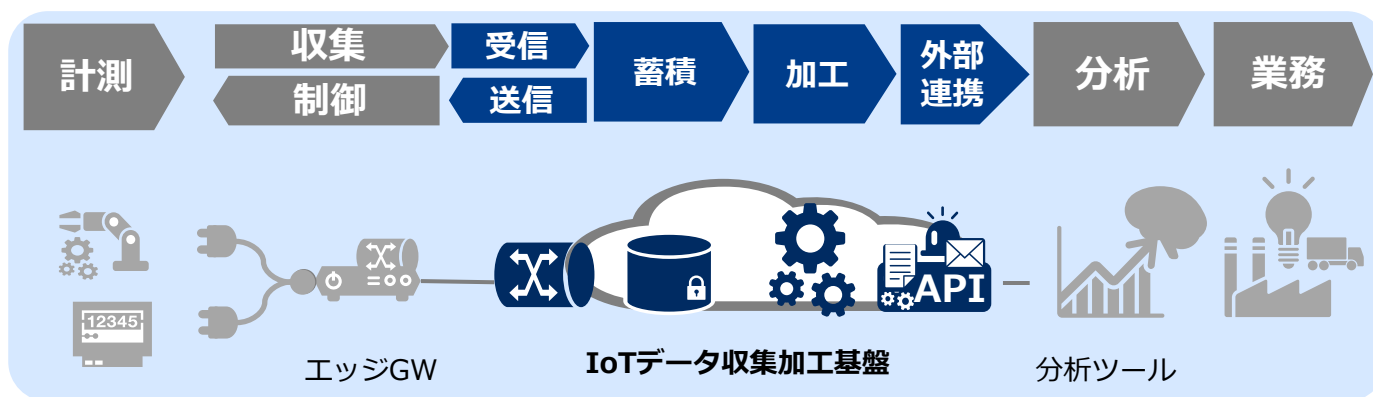 計測
収集
制御
受信
送信
蓄積
加工
外部
連携
分析
業務
12345
API
エッジGW
IoTデータ収集加工基盤
分析ツール